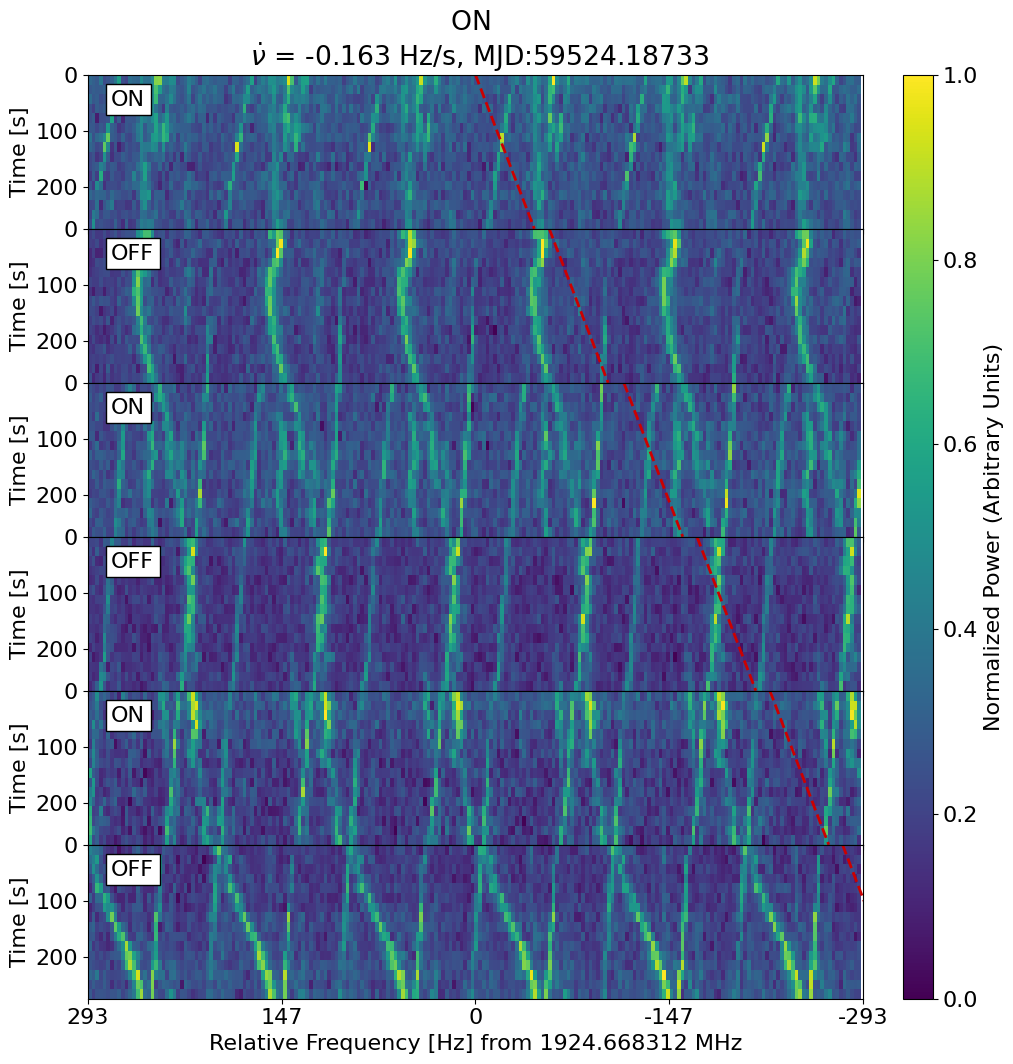 ON
ν̇ = -0.163 Hz/s, MJD:59524.18733
0
ON
100
Time [s]
200
0
OFF
100
Time [s]
200
0
ON
100
Time [s]
200
0
OFF
100
Time [s]
200
0
ON
100
Time [s]
200
0
OFF
100
Time [s]
200
293 147 0 -147 -293
Relative Frequency [Hz] from 1924.668312 MHz
1.0
0.8
0.6
0.4
0.2
0.0
Normalized Power (Arbitrary Units)